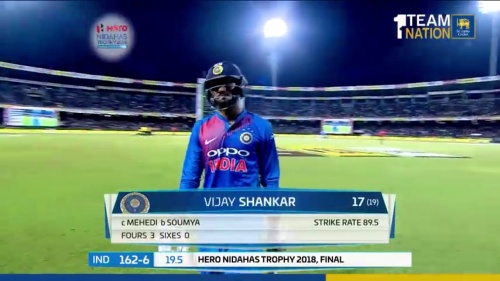 Hero
NIDAHAS
1 TEAM
NATION
oppo
INDIA
VIJAY SHANKAR 17 (19)
c MEHEDI b SOUMYA STRIKE RATE 89.5
FOURS 3 SIXES 0
IND 162-6 19.5 HERO NIDAHAS TROPHY 2018, FINAL